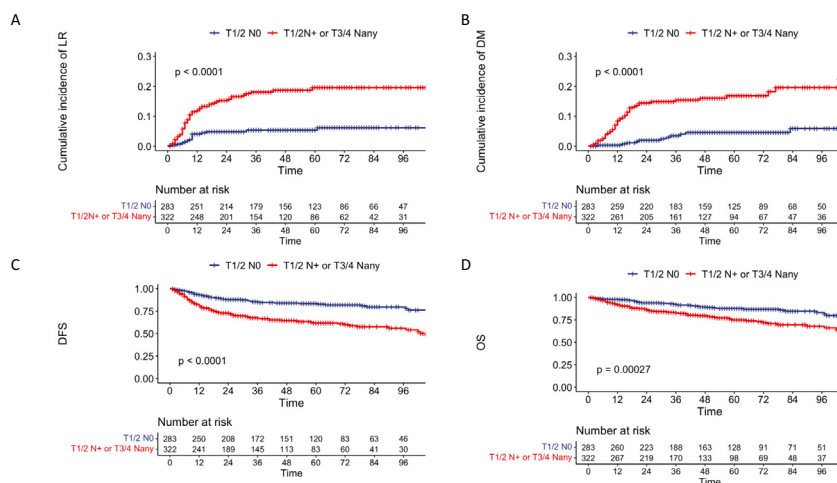 A
T1/2 N0 T1/2N+ or T3/4 Nany
Cumulative incidence of LR
0.3
0.2
0.1
0.0
p < 0.0001
0 12 24 36 48 60 72 84 96
Time
Number at risk
T1/2 N0 283 251 214 179 156 123 86 66 47
T1/2N+ or T3/4 Nany 322 248 201 154 120 86 62 42 31
0 12 24 36 48 60 72 84 96
B
T1/2 N0 T1/2 N+ or T3/4 Nany
Cumulative incidence of DM
0.3
0.2
0.1
0.0
p < 0.0001
0 12 24 36 48 60 72 84 96
Time
Number at risk
T1/2 N0 283 259 220 183 159 125 89 68 50
T1/2 N+ or T3/4 Nany 322 261 205 161 127 94 67 47 36
0 12 24 36 48 60 72 84 96
C
T1/2 N0 T1/2 N+ or T3/4 Nany
DFS
1.00
0.75
0.50
0.25
0.00
p < 0.0001
0 12 24 36 48 60 72 84 96
Time
Number at risk
T1/2 N0 283 250 208 172 151 120 83 63 46
T1/2 N+ or T3/4 Nany 322 241 189 145 113 83 60 41 30
0 12 24 36 48 60 72 84 96
D
T1/2 N0 T1/2 N+ or T3/4 Nany
OS
1.00
0.75
0.50
0.25
0.00
p = 0.00027
0 12 24 36 48 60 72 84 96
Time
Number at risk
T1/2 N0 283 260 223 188 163 128 91 71 51
T1/2 N+ or T3/4 Nany 322 267 219 170 133 98 69 48 37
0 12 24 36 48 60 72 84 96